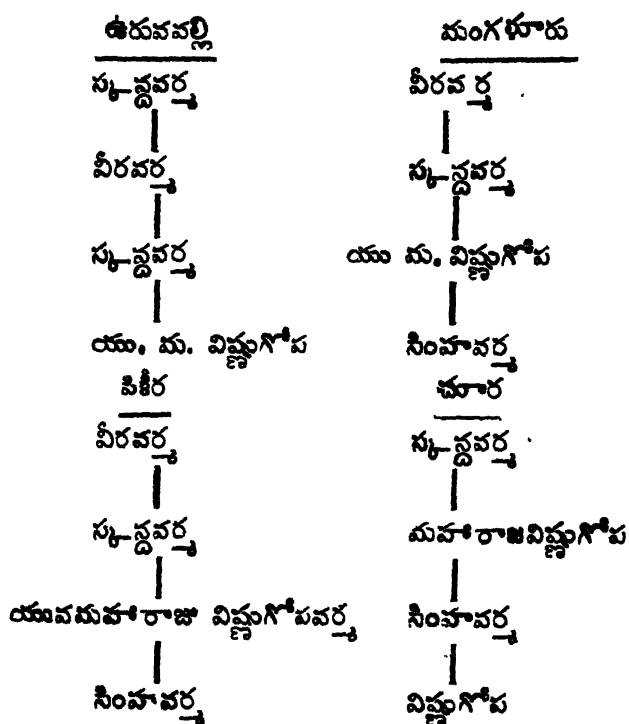 ఉరువపల్లి
స్కన్దవర్మ
వీరవర్మ
స్కన్దవర్మ
యు. మ. విష్ణుగోప
మంగళూరు
వీరవర్మ
స్కన్దవర్మ
యు మ. విష్ణుగోప
సింహవర్మ
పికీర
వీరవర్మ
స్కన్దవర్మ
యువమహారాజు విష్ణుగోపవర్మ
సింహవర్మ
చూర
స్కన్దవర్మ
మహారాజవిష్ణుగోప
సింహవర్మ
విష్ణుగోప